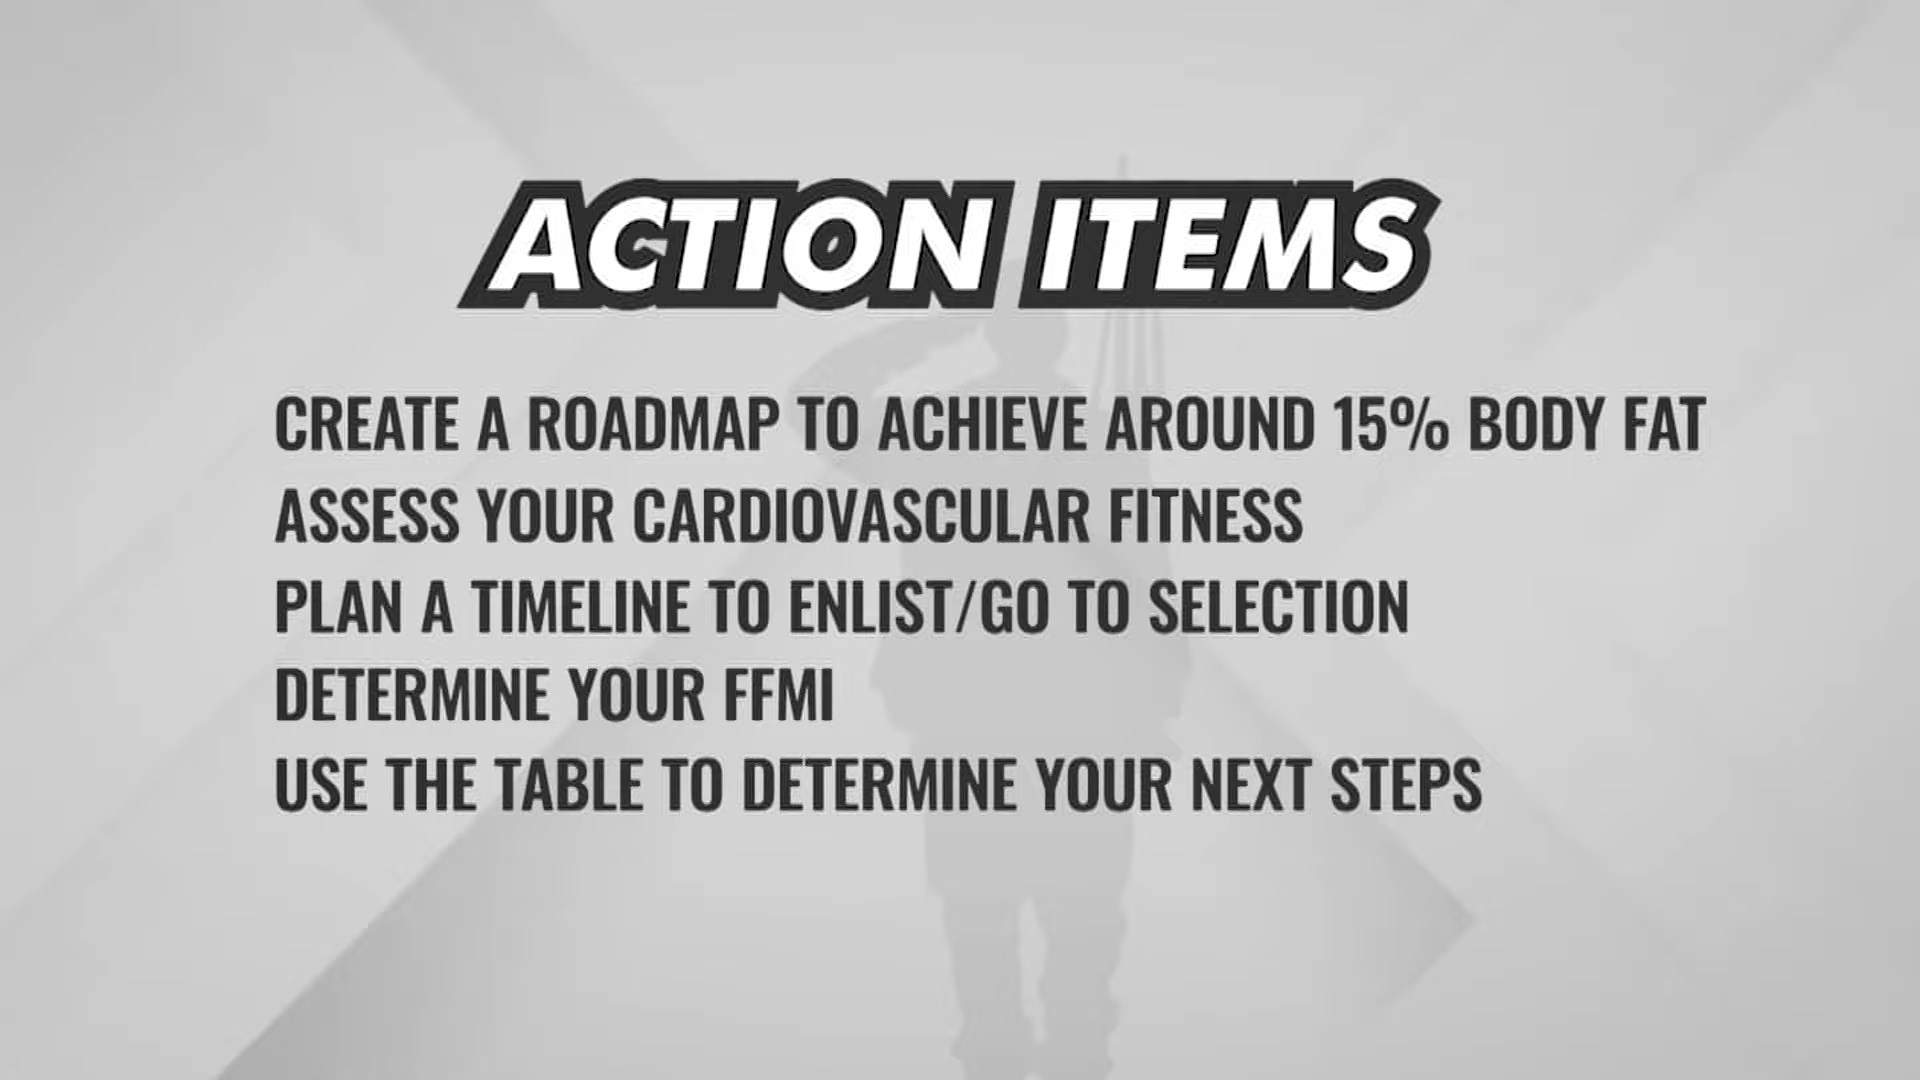 ACTION ITEMS
CREATE A ROADMAP TO ACHIEVE AROUND 15% BODY FAT
ASSESS YOUR CARDIOVASCULAR FITNESS
PLAN A TIMELINE TO ENLIST/GO TO SELECTION
DETERMINE YOUR FFMI
USE THE TABLE TO DETERMINE YOUR NEXT STEPS